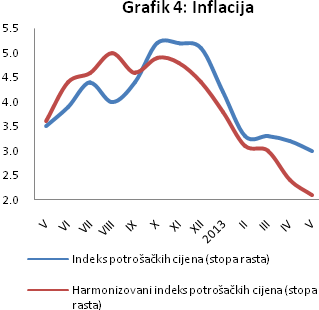 Grafik 4: Inflacija
5.5
5.0
4.5
4.0
3.5
3.0
2.5
2.0
V VI VII VIII IX X XI XII 2013 II III IV V
Indeks potrošačkih cijena (stopa rasta)
Harmonizovani indeks potrošačkih cijena (stopa
rasta)